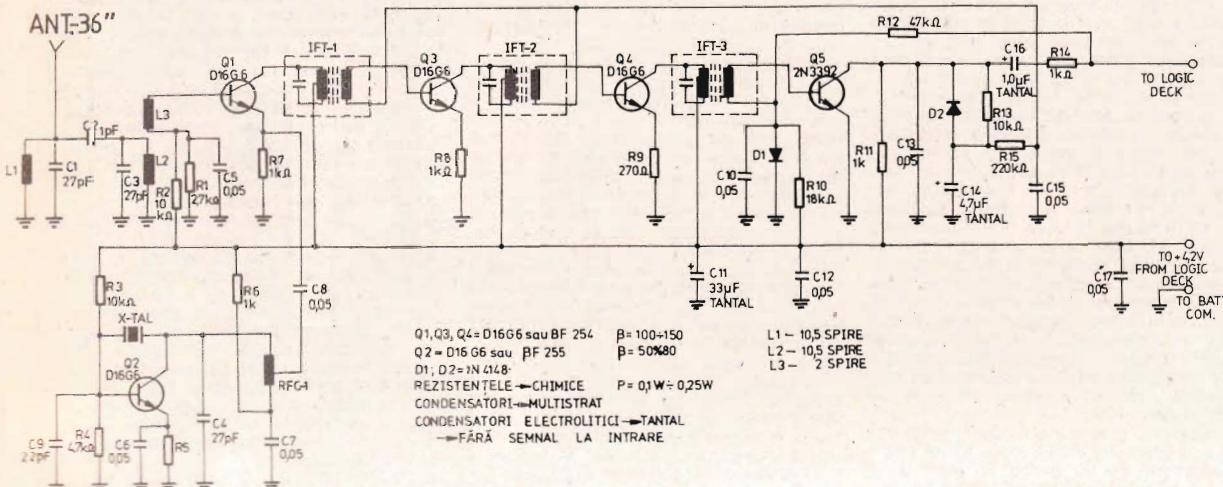 ANT.-36"
IFT-1
IFT-2
IFT-3
R12 47kΩ
Q1
D16G6
Q3
D16G6
Q4
D16G6
Q5
2N3392
C16
1,0µF
TANTAL
R14
1kΩ
TO LOGIC
DECK
L1
C1
27pF
1pF
C3
27pF
L3
L2
R2
10
kΩ
R1
2,7kΩ
C5
0,05
R7
1kΩ
R8
1kΩ
R9
270Ω
C10
0,05
D1
R10
18kΩ
R11
1k
C13
0,05
D2
R13
10kΩ
R15
220kΩ
C14
4,7µF
TANTAL
C15
0,05
R3
10kΩ
X-TAL
Q2
D16G6
R6
1k
C8
0,05
RFC-1
C9
22pF
R4
4,7kΩ
C6
0,05
R5
C4
27pF
C7
0,05
C11
33µF
TANTAL
C12
0,05
C17
0,05
TO+4,2V
FROM LOGIC
DECK
TO BATT
COM.
Q1,Q3, Q4=D16G6 sau BF 254 β=100÷150
Q2=D16 G6 sau βF 255 β=50%80
D1; D2=1N 4148
REZISTENȚELE→CHIMICE P=0,1W÷0,25W
CONDENSATORI→MULTISTRAT
CONDENSATORI ELECTROLITICI→TANTAL
→FĂRĂ SEMNAL LA INTRARE
L1 – 10,5 SPIRE
L2 – 10,5 SPIRE
L3 – 2 SPIRE